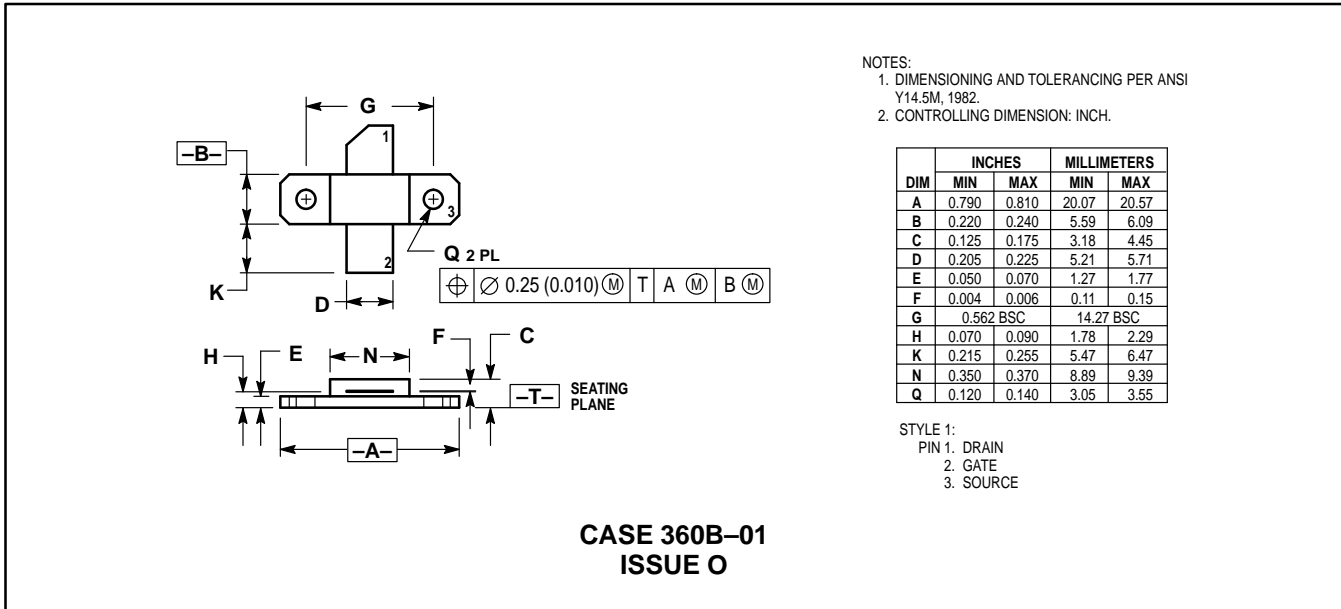 NOTES:
1. DIMENSIONING AND TOLERANCING PER ANSI
Y14.5M, 1982.
2. CONTROLLING DIMENSION: INCH.
G
1
–B–
3
2
K
Q 2 PL
⌖ ∅ 0.25 (0.010) Ⓜ T A Ⓜ B Ⓜ
D
H E N F C
–T– SEATING
PLANE
–A–
INCHES MILLIMETERS
DIM MIN MAX MIN MAX
A 0.790 0.810 20.07 20.57
B 0.220 0.240 5.59 6.09
C 0.125 0.175 3.18 4.45
D 0.205 0.225 5.21 5.71
E 0.050 0.070 1.27 1.77
F 0.004 0.006 0.11 0.15
G 0.562 BSC 14.27 BSC
H 0.070 0.090 1.78 2.29
K 0.215 0.255 5.47 6.47
N 0.350 0.370 8.89 9.39
Q 0.120 0.140 3.05 3.55
STYLE 1:
PIN 1. DRAIN
2. GATE
3. SOURCE
CASE 360B–01
ISSUE O